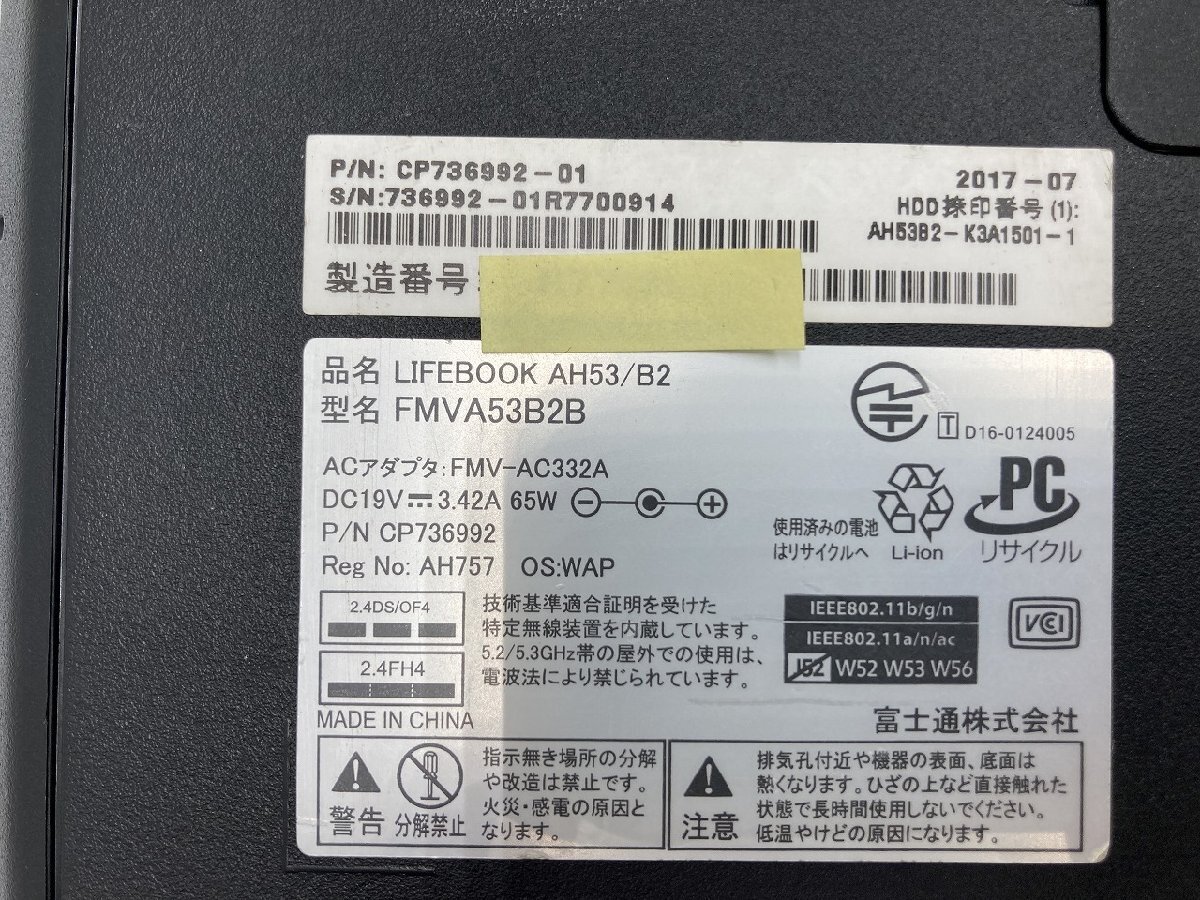 P/N: CP736992-01
S/N:736992-01R7700914
2017-07
HDD捺印番号(1):
AH53B2-K3A1501-1
製造番号
品名 LIFEBOOK AH53/B2
型名 FMVA53B2B
T D16-0124005
ACアダプタ:FMV-AC332A
DC19V 3.42A 65W
P/N CP736992
Reg No: AH757 OS:WAP
使用済みの電池
はリサイクルへ
Li-ion
PC
リサイクル
2.4DS/OF4
2.4FH4
技術基準適合証明を受けた
特定無線装置を内蔵しています。
5.2/5.3GHz帯の屋外での使用は、
電波法により禁じられています。
IEEE802.11b/g/n
IEEE802.11a/n/ac
J52 W52 W53 W56
VCI
MADE IN CHINA
富士通株式会社
警告
分解禁止
指示無き場所の分解
や改造は禁止です。
火災・感電の原因と
なります。
注意
排気孔付近や機器の表面、底面は
熱くなります。ひざの上など直接触れた
状態で長時間使用しないでください。
低温やけどの原因になります。